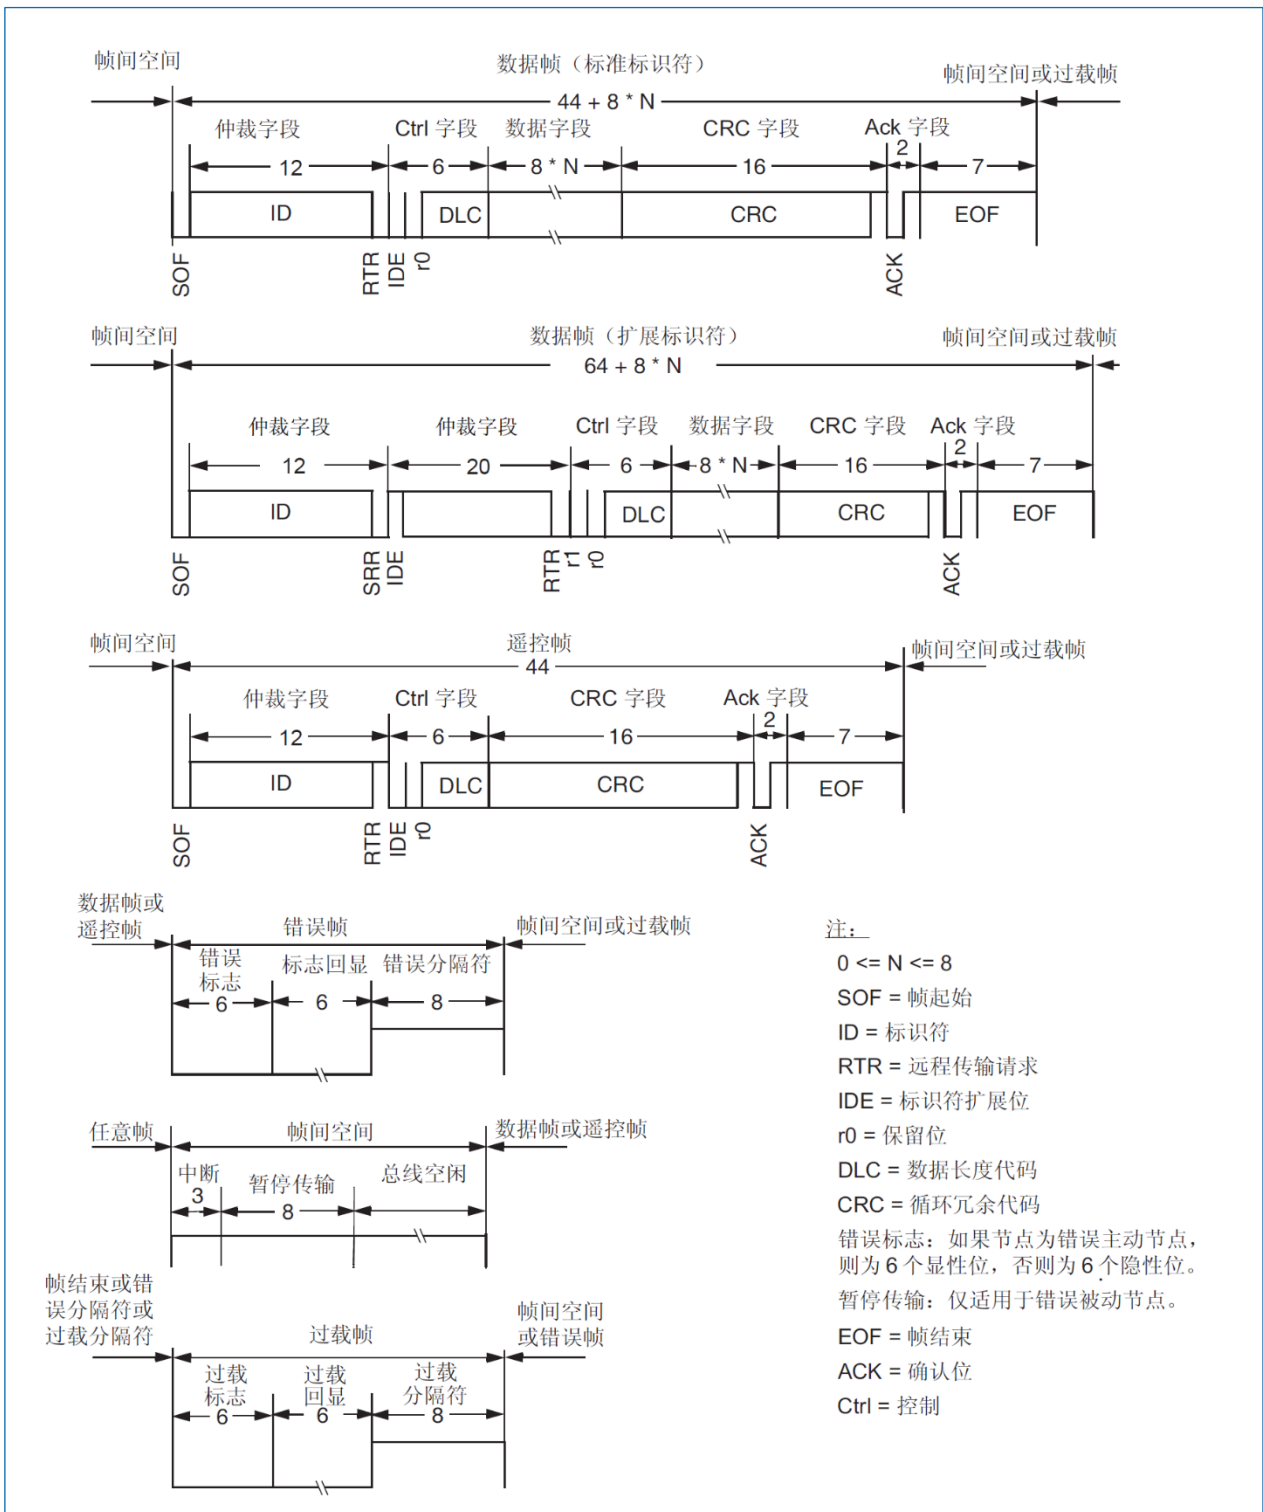 帧间空间
数据帧（标准标识符）
帧间空间或过载帧
44 + 8 * N
仲裁字段
Ctrl 字段
数据字段
CRC 字段
Ack 字段
12
6
8 * N
16
2
7
ID
DLC
CRC
EOF
SOF
RTR
IDE
r0
ACK
帧间空间
数据帧（扩展标识符）
帧间空间或过载帧
64 + 8 * N
仲裁字段
仲裁字段
Ctrl 字段
数据字段
CRC 字段
Ack 字段
12
20
6
8 * N
16
2
7
ID
DLC
CRC
EOF
SOF
SRR
IDE
RTR
r1
r0
ACK
帧间空间
遥控帧
帧间空间或过载帧
44
仲裁字段
Ctrl 字段
CRC 字段
Ack 字段
12
6
16
2
7
ID
DLC
CRC
EOF
SOF
RTR
IDE
r0
ACK
数据帧或
遥控帧
错误帧
帧间空间或过载帧
错误
标志
标志回显
错误分隔符
6
6
8
任意帧
帧间空间
数据帧或遥控帧
中断
暂停传输
总线空闲
3
8
帧结束或错
误分隔符或
过载分隔符
过载帧
帧间空间
或错误帧
过载
标志
过载
回显
过载
分隔符
6
6
8
注：
0 <= N <= 8
SOF = 帧起始
ID = 标识符
RTR = 远程传输请求
IDE = 标识符扩展位
r0 = 保留位
DLC = 数据长度代码
CRC = 循环冗余代码
错误标志：如果节点为错误主动节点，
则为 6 个显性位，否则为 6 个隐性位。
暂停传输：仅适用于错误被动节点。
EOF = 帧结束
ACK = 确认位
Ctrl = 控制